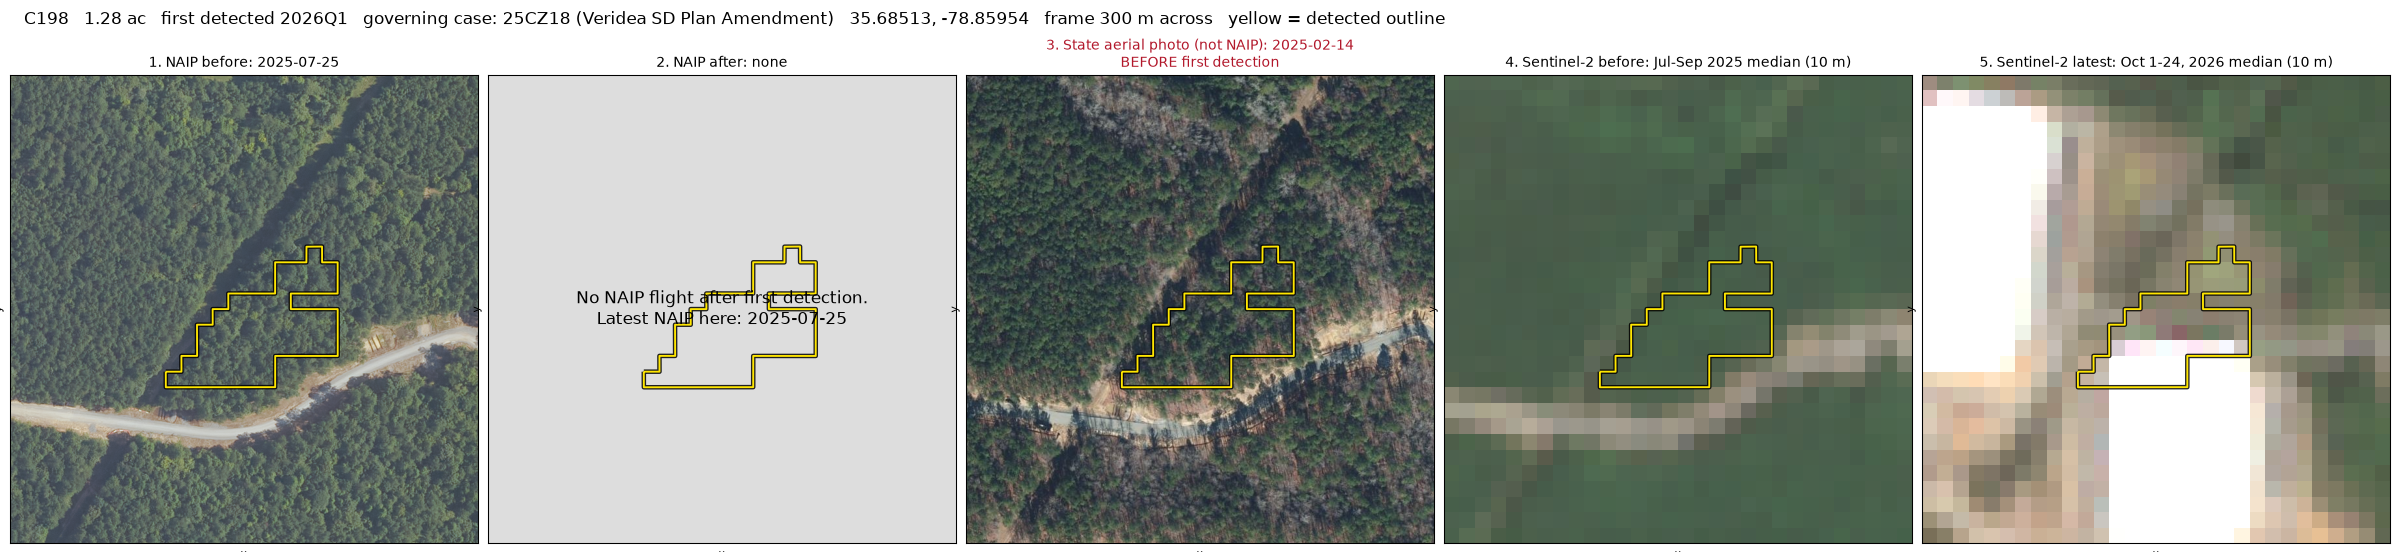 C198   1.28 ac   first detected 2026Q1   governing case: 25CZ18 (Veridea SD Plan Amendment)   35.68513, -78.85954   frame 300 m across   yellow = detected outline
1. NAIP before: 2025-07-25
2. NAIP after: none
3. State aerial photo (not NAIP): 2025-02-14
BEFORE first detection
4. Sentinel-2 before: Jul-Sep 2025 median (10 m)
5. Sentinel-2 latest: Oct 1-24, 2026 median (10 m)
No NAIP flight after first detection.
Latest NAIP here: 2025-07-25